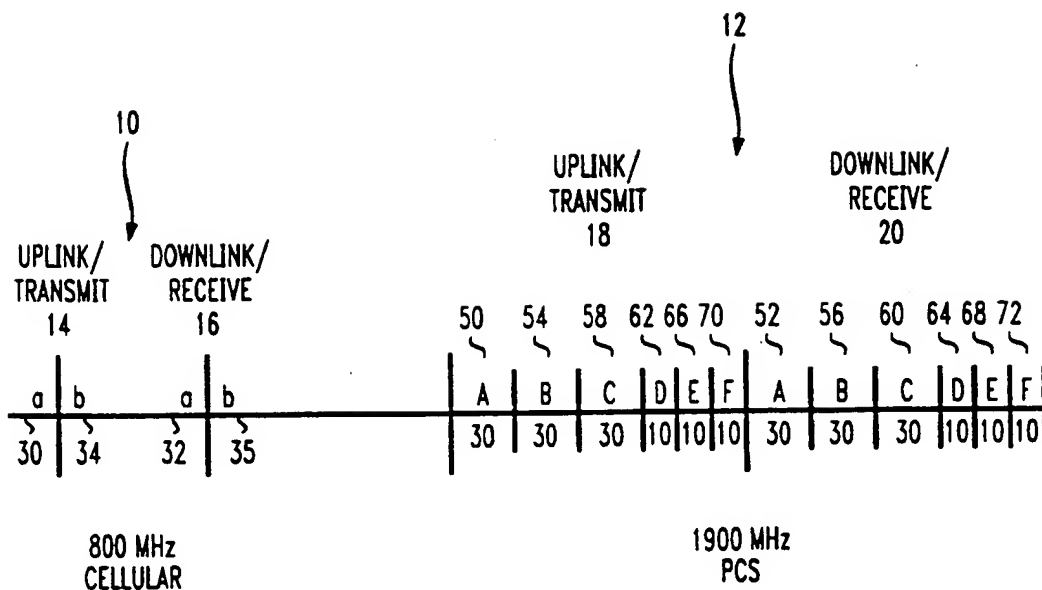 12
10
UPLINK/ DOWNLINK/
TRANSMIT RECEIVE
18 20
UPLINK/ DOWNLINK/
TRANSMIT RECEIVE
14 16
50 54 58 62 66 70 52 56 60 64 68 72
a b a b A B C D E F A B C D E F
30 34 32 35 30 30 30 10 10 10 30 30 30 10 10 10
800 MHz 1900 MHz
CELLULAR PCS